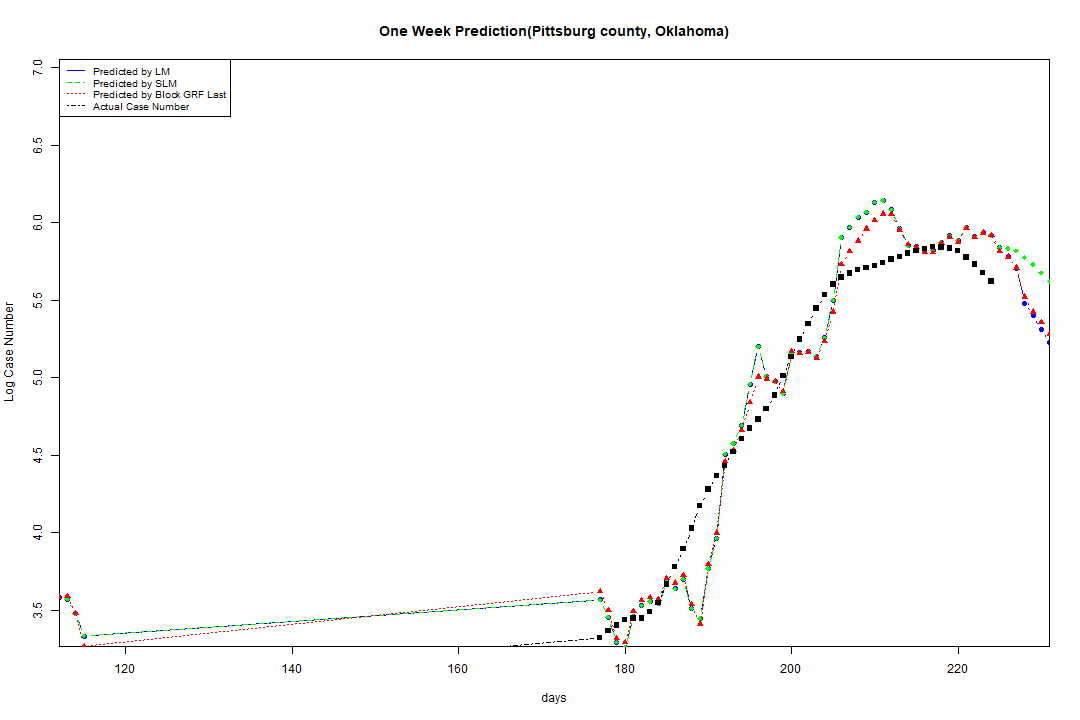 One Week Prediction(Pittsburg county, Oklahoma)
Predicted by LM
Predicted by SLM
Predicted by Block GRF Last
Actual Case Number
7.0
6.5
6.0
5.5
5.0
4.5
4.0
3.5
Log Case Number
120 140 160 180 200 220
days